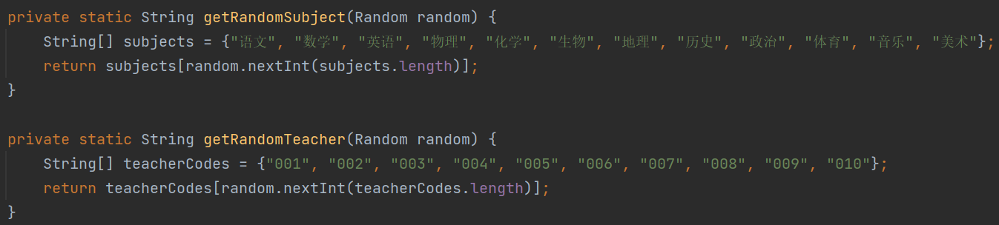 private static String getRandomSubject(Random random) {
    String[] subjects = {"语文", "数学", "英语", "物理", "化学", "生物", "地理", "历史", "政治", "体育", "音乐", "美术"};
    return subjects[random.nextInt(subjects.length)];
}
private static String getRandomTeacher(Random random) {
    String[] teacherCodes = {"001", "002", "003", "004", "005", "006", "007", "008", "009", "010"};
    return teacherCodes[random.nextInt(teacherCodes.length)];
}